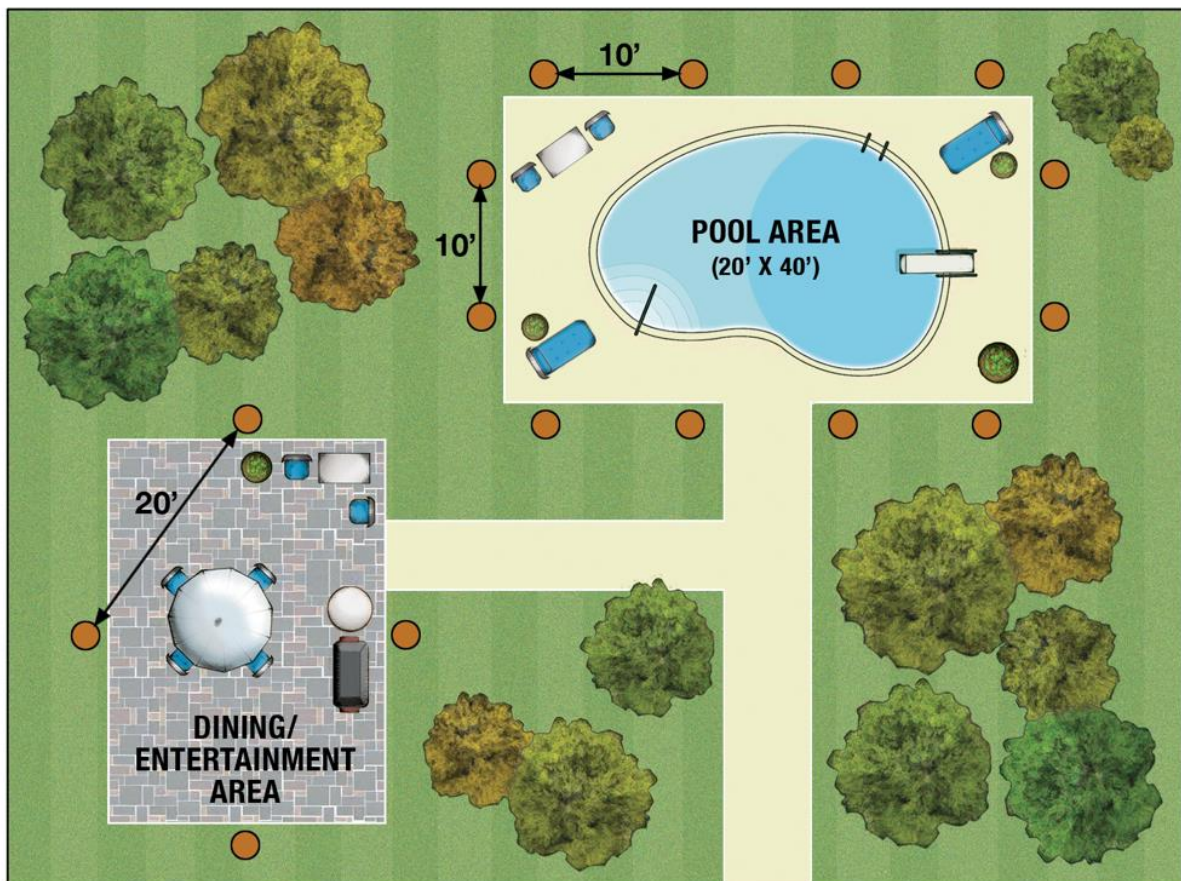 10’
10’
POOL AREA
(20’ X 40’)
20’
DINING/
ENTERTAINMENT
AREA